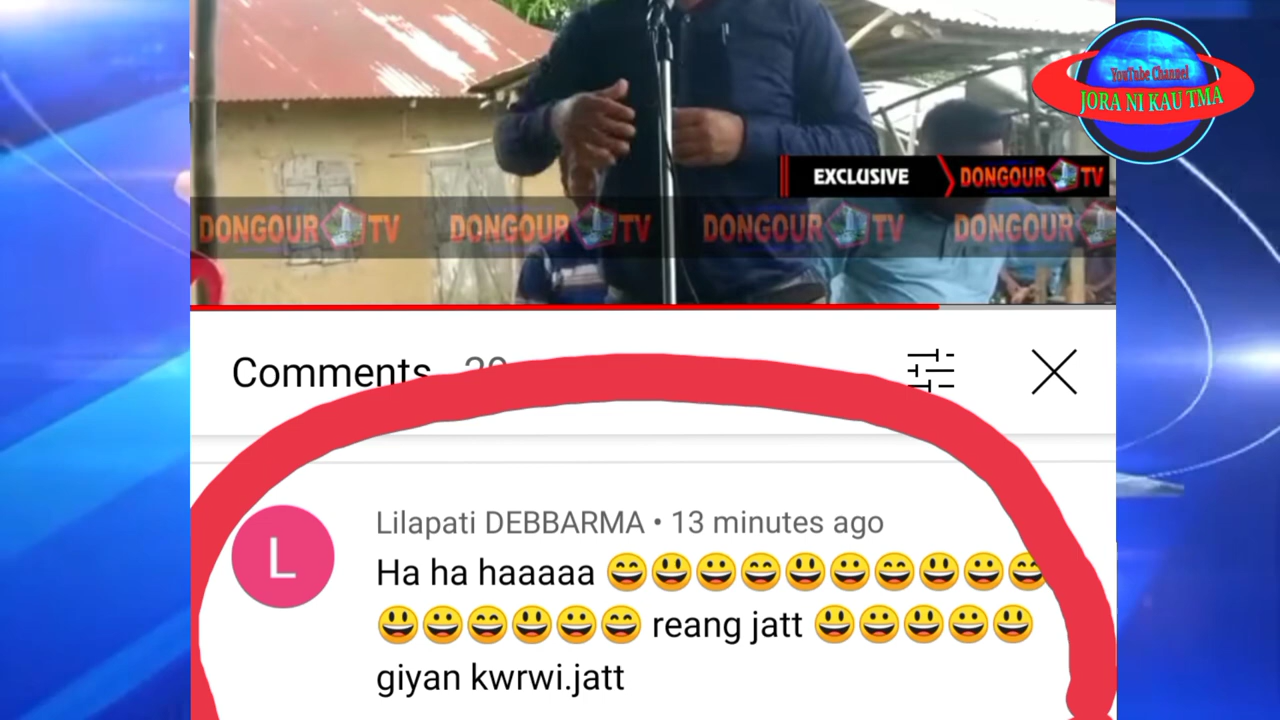 YouTube Channel
JORA NI KAU TMA
EXCLUSIVE DONGOUR TV
DONGOUR TV DONGOUR TV DONGOUR TV DONGOUR
Comments
Lilapati DEBBARMA • 13 minutes ago
Ha ha haaaaa 😄😃😀😄😃😀😄😃😀😄
😃😀😄😃😀😄 reang jatt 😃😀😃😀😃
giyan kwrwi.jatt
L